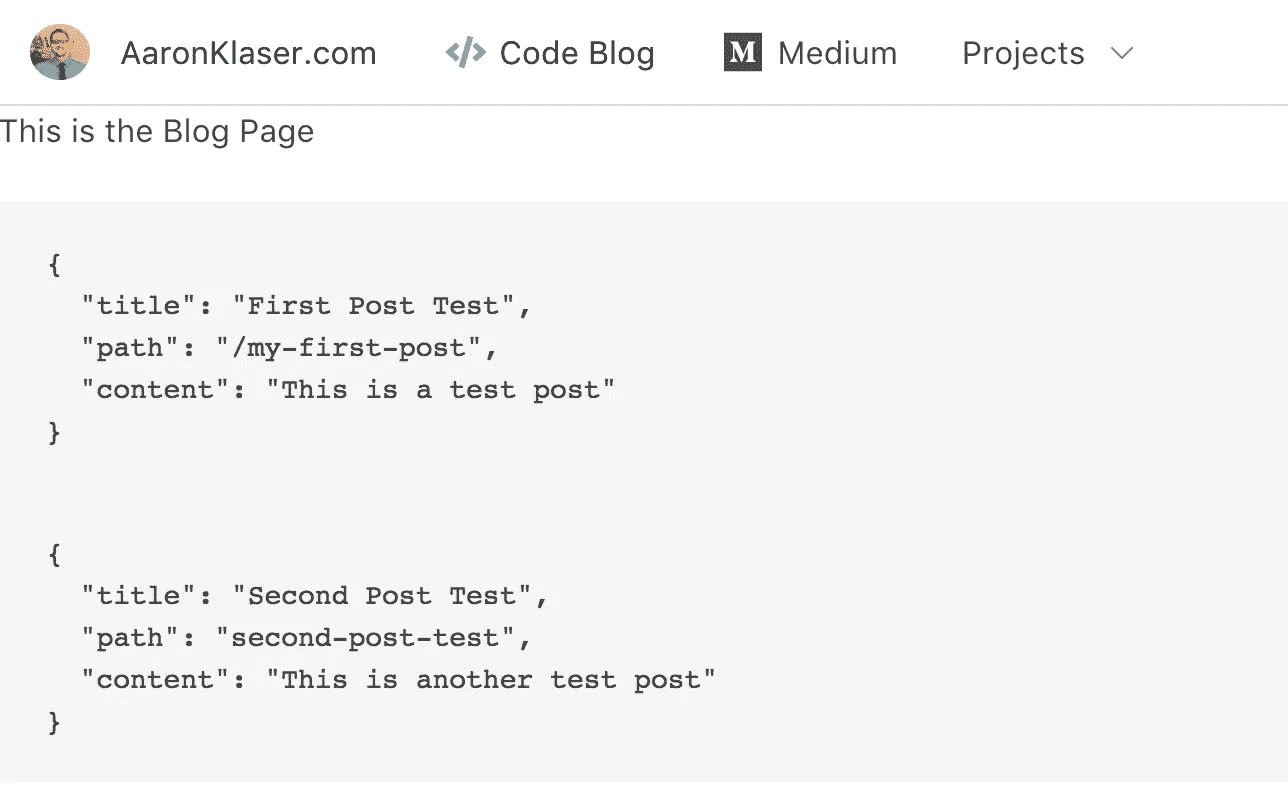 AaronKlaser.com </> Code Blog M Medium Projects
This is the Blog Page
{
"title": "First Post Test",
"path": "/my-first-post",
"content": "This is a test post"
}
{
"title": "Second Post Test",
"path": "second-post-test",
"content": "This is another test post"
}